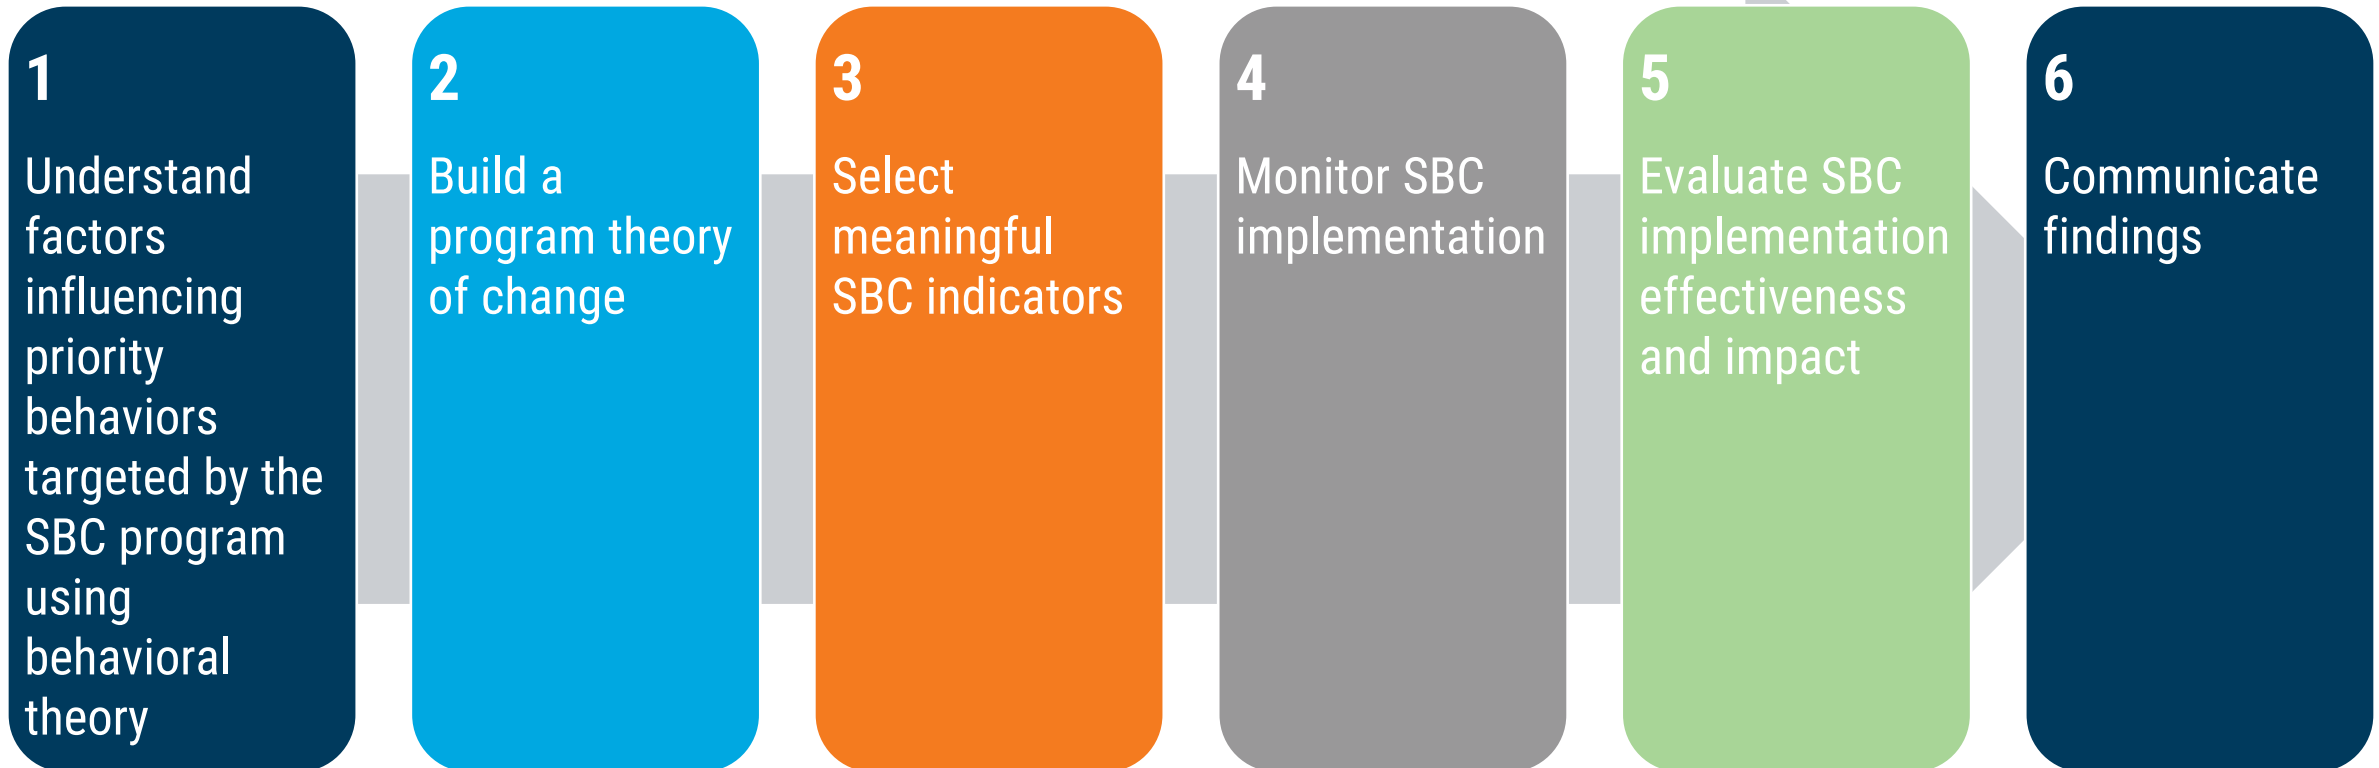 1
Understand
factors
influencing
priority
behaviors
targeted by the
SBC program
using
behavioral
theory
2
Build a
program theory
of change
3
Select
meaningful
SBC indicators
4
Monitor SBC
implementation
5
Evaluate SBC
implementation
effectiveness
and impact
6
Communicate
findings